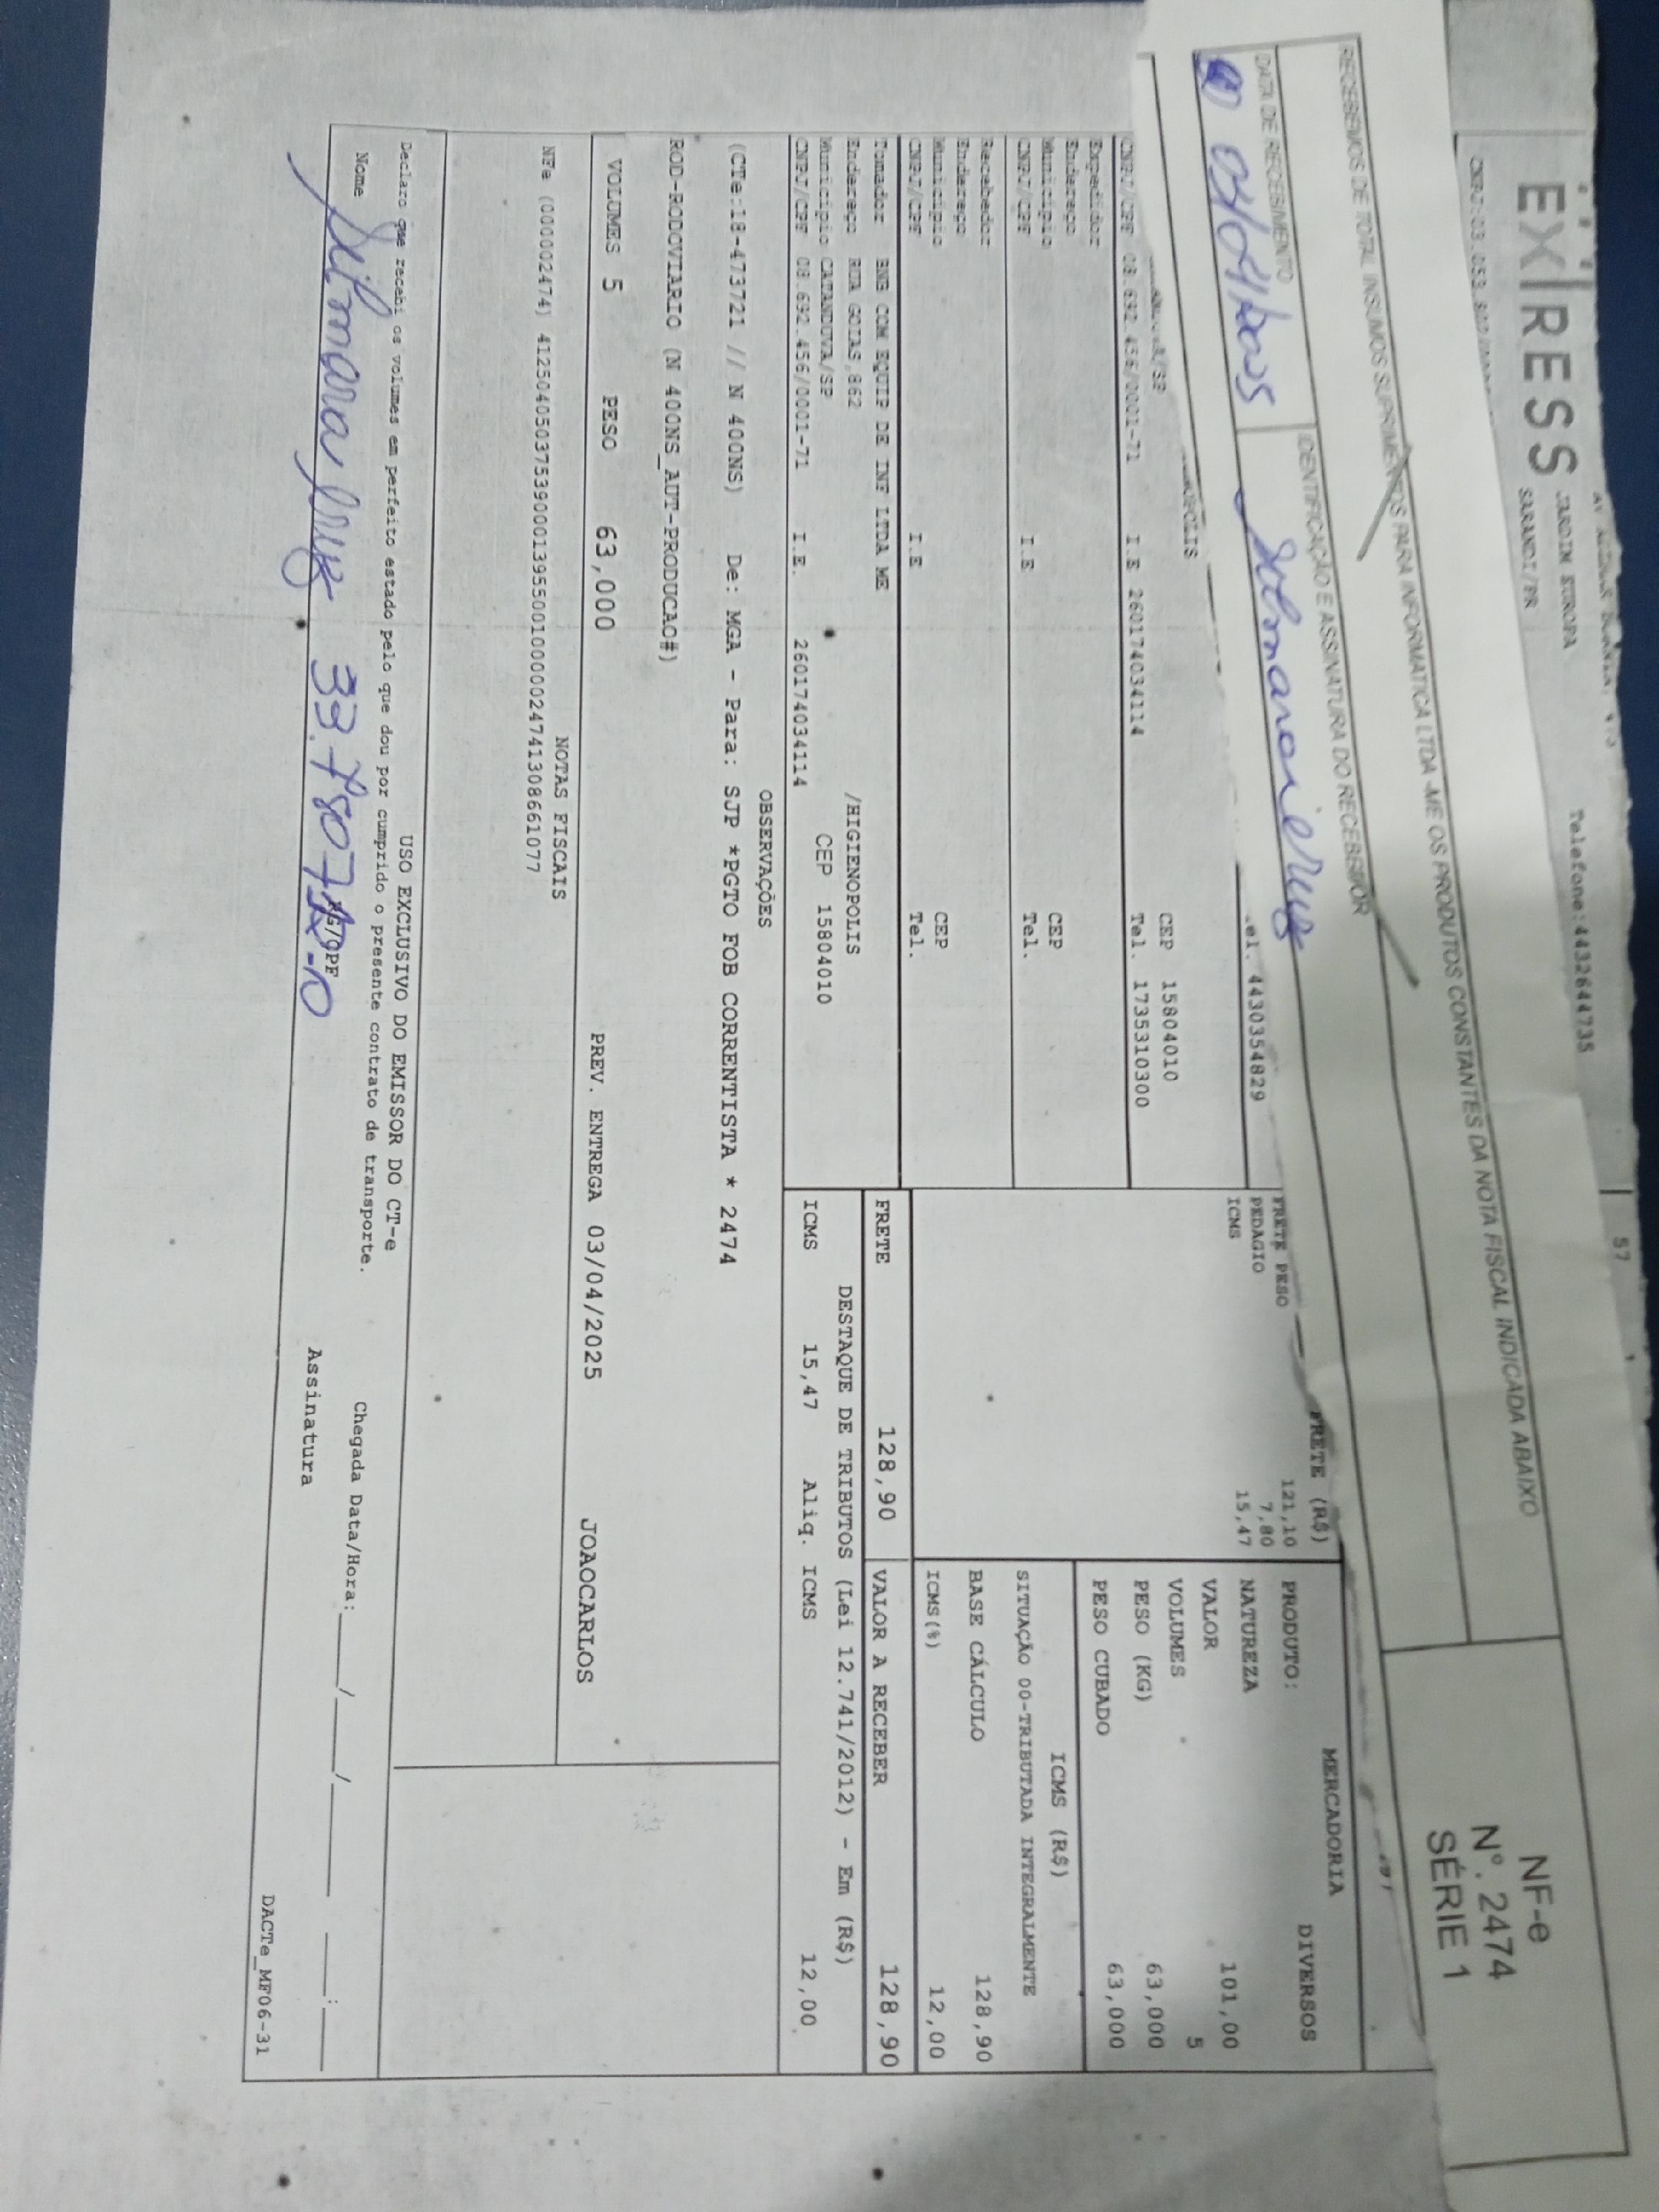 EX RESS
JARDIM EUROPA
SARANDI/PR
Telefone:4432644735
57
RECEBEMOS DE TOTAL INSUMOS SUPRIMENTOS PARA INFORMATICA LTDA -ME OS PRODUTOS CONSTANTES DA NOTA FISCAL INDICADA ABAIXO
DATA DE RECEBIMENTO
IDENTIFICAÇÃO E ASSINATURA DO RECEBEDOR
NF-e
Nº. 2474
SÉRIE 1
4430354829
CEP 15804010
CNPJ/CPF 08.692.456/0001-71 I.E 260174034114 Tel. 1735310300
Expedidor
Endereço
Município CEP
CNPJ/CPF I.E Tel.
Recebedor
Endereço
Município CEP
CNPJ/CPF I.E Tel.
Tomador: BNB COM EQUIP DE INF LTDA ME
Endereço RUA GOIAS,862 /HIGIENOPOLIS
Município CATANDUVA/SP CEP 15804010
CNPJ/CPF 08.692.456/0001-71 I.E. 260174034114
FRETE (R$)
FRETE PESO 121,10
PEDAGIO 7,80
ICMS 15,47
MERCADORIA
PRODUTO: DIVERSOS
NATUREZA
VALOR 101,00
VOLUMES 5
PESO (KG) 63,000
PESO CUBADO 63,000
ICMS (R$)
SITUAÇÃO 00-TRIBUTADA INTEGRALMENTE
BASE CÁLCULO 128,90
ICMS(%) 12,00
FRETE 128,90 VALOR A RECEBER 128,90
DESTAQUE DE TRIBUTOS (Lei 12.741/2012) - Em (R$)
ICMS 15,47 Aliq. ICMS 12,00
OBSERVAÇÕES
(CTe:18-473721 // N 400NS) De: MGA - Para: SJP *PGTO FOB CORRENTISTA * 2474
ROD-RODOVIARIO (N 400NS_AUT-PRODUCAO#)
VOLUMES 5 PESO 63,000 PREV. ENTREGA 03/04/2025 JOAOCARLOS
NOTAS FISCAIS
NFe (000002474) 41250405037539000139550010000024741308661077
USO EXCLUSIVO DO EMISSOR DO CT-e
Declaro que recebi os volumes em perfeito estado pelo que dou por cumprido o presente contrato de transporte.
Nome RG/CPF Chegada Data/Hora:____/____/______ ____:____
Assinatura
DACTe_MF06-31